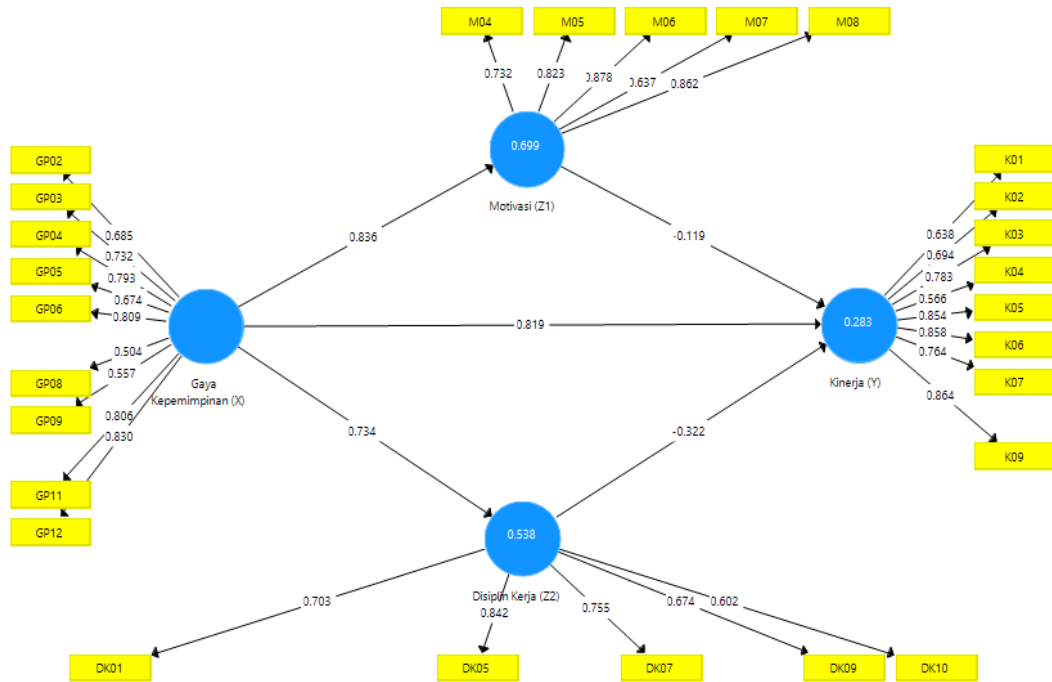 M04
M05
M06
M07
M08
0.732
0.823
0.878
0.637
0.862
0.699
Motivasi (Z1)
GP02
GP03
GP04
GP05
GP06
GP08
GP09
GP11
GP12
0.685
0.732
0.793
0.674
0.809
0.504
0.557
0.806
0.830
Gaya
Kepemimpinan (X)
0.836
0.819
0.734
-0.119
-0.322
0.283
Kinerja (Y)
0.638
0.694
0.783
0.566
0.854
0.858
0.764
0.864
K01
K02
K03
K04
K05
K06
K07
K09
0.538
Disiplin Kerja (Z2)
0.703
0.842
0.755
0.674
0.602
DK01
DK05
DK07
DK09
DK10